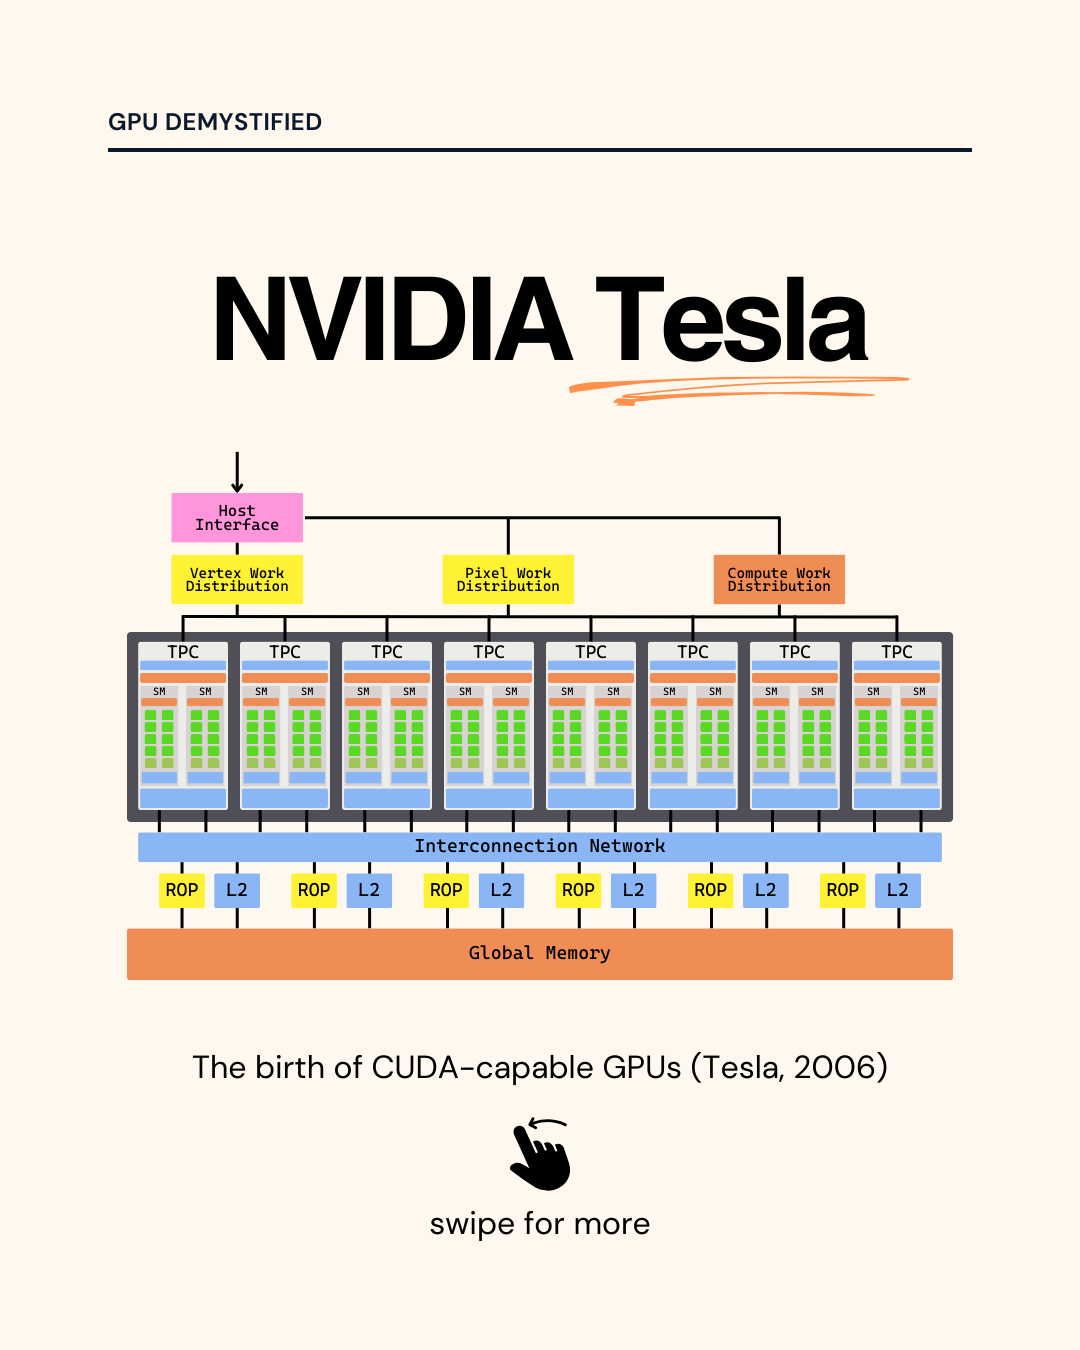 GPU DEMYSTIFIED
NVIDIA Tesla
Host
Interface
Vertex Work
Distribution
Pixel Work
Distribution
Compute Work
Distribution
TPC TPC TPC TPC TPC TPC TPC TPC
SM SM SM SM SM SM SM SM SM SM SM SM SM SM SM SM
Interconnection Network
ROP L2 ROP L2 ROP L2 ROP L2 ROP L2 ROP L2
Global Memory
The birth of CUDA-capable GPUs (Tesla, 2006)
swipe for more